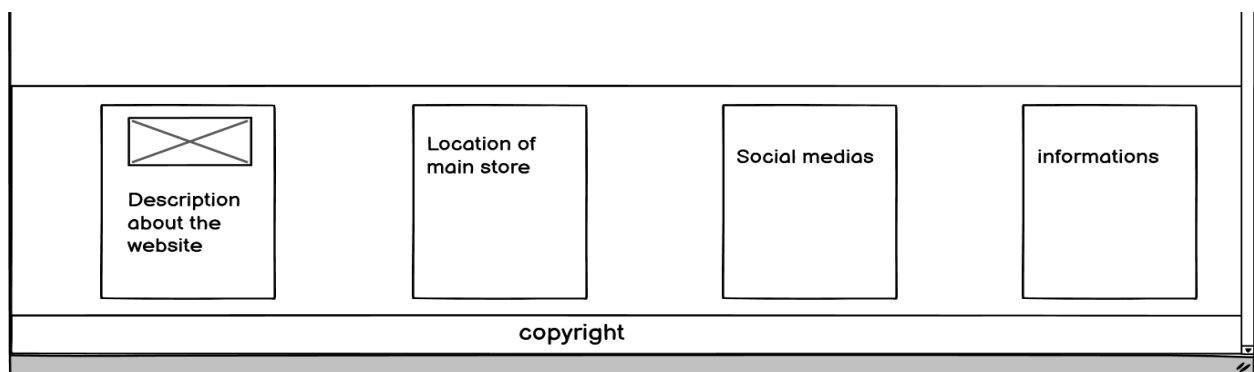 Description
about the
website
Location of
main store
Social medias
informations
copyright